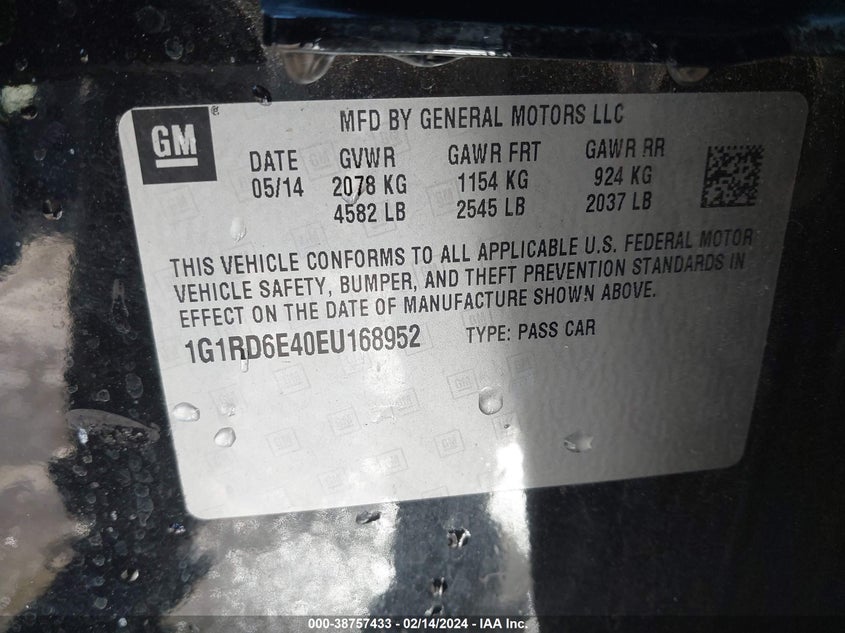 GM
MFD BY GENERAL MOTORS LLC
DATE GVWR GAWR FRT GAWR RR
05/14 2078 KG 1154 KG 924 KG
4582 LB 2545 LB 2037 LB
THIS VEHICLE CONFORMS TO ALL APPLICABLE U.S. FEDERAL MOTOR
VEHICLE SAFETY, BUMPER, AND THEFT PREVENTION STANDARDS IN
EFFECT ON THE DATE OF MANUFACTURE SHOWN ABOVE.
1G1RD6E40EU168952 TYPE: PASS CAR
000-38757433 - 02/14/2024 - IAA Inc.